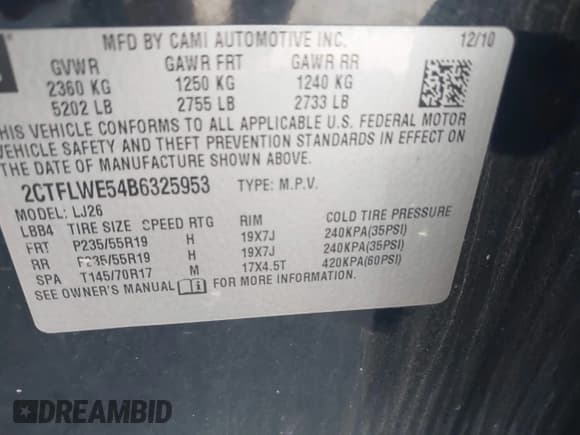 MFD BY CAMI AUTOMOTIVE INC. 12/10
GVWR GAWR FRT GAWR RR
2360 KG 1250 KG 1240 KG
5202 LB 2755 LB 2733 LB
THIS VEHICLE CONFORMS TO ALL APPLICABLE U.S. FEDERAL MOTOR
VEHICLE SAFETY AND THEFT PREVENTION STANDARDS IN EFFECT ON
THE DATE OF MANUFACTURE SHOWN ABOVE.
2CTFLWE54B6325953 TYPE: M.P.V.
MODEL: LJ26
LBB4 TIRE SIZE SPEED RTG RIM COLD TIRE PRESSURE
FRT P235/55R19 H 19X7J 240KPA(35PSI)
RR P235/55R19 H 19X7J 240KPA(35PSI)
SPA T145/70R17 M 17X4.5T 420KPA(60PSI)
SEE OWNER'S MANUAL FOR MORE INFORMATION
DREAMBID